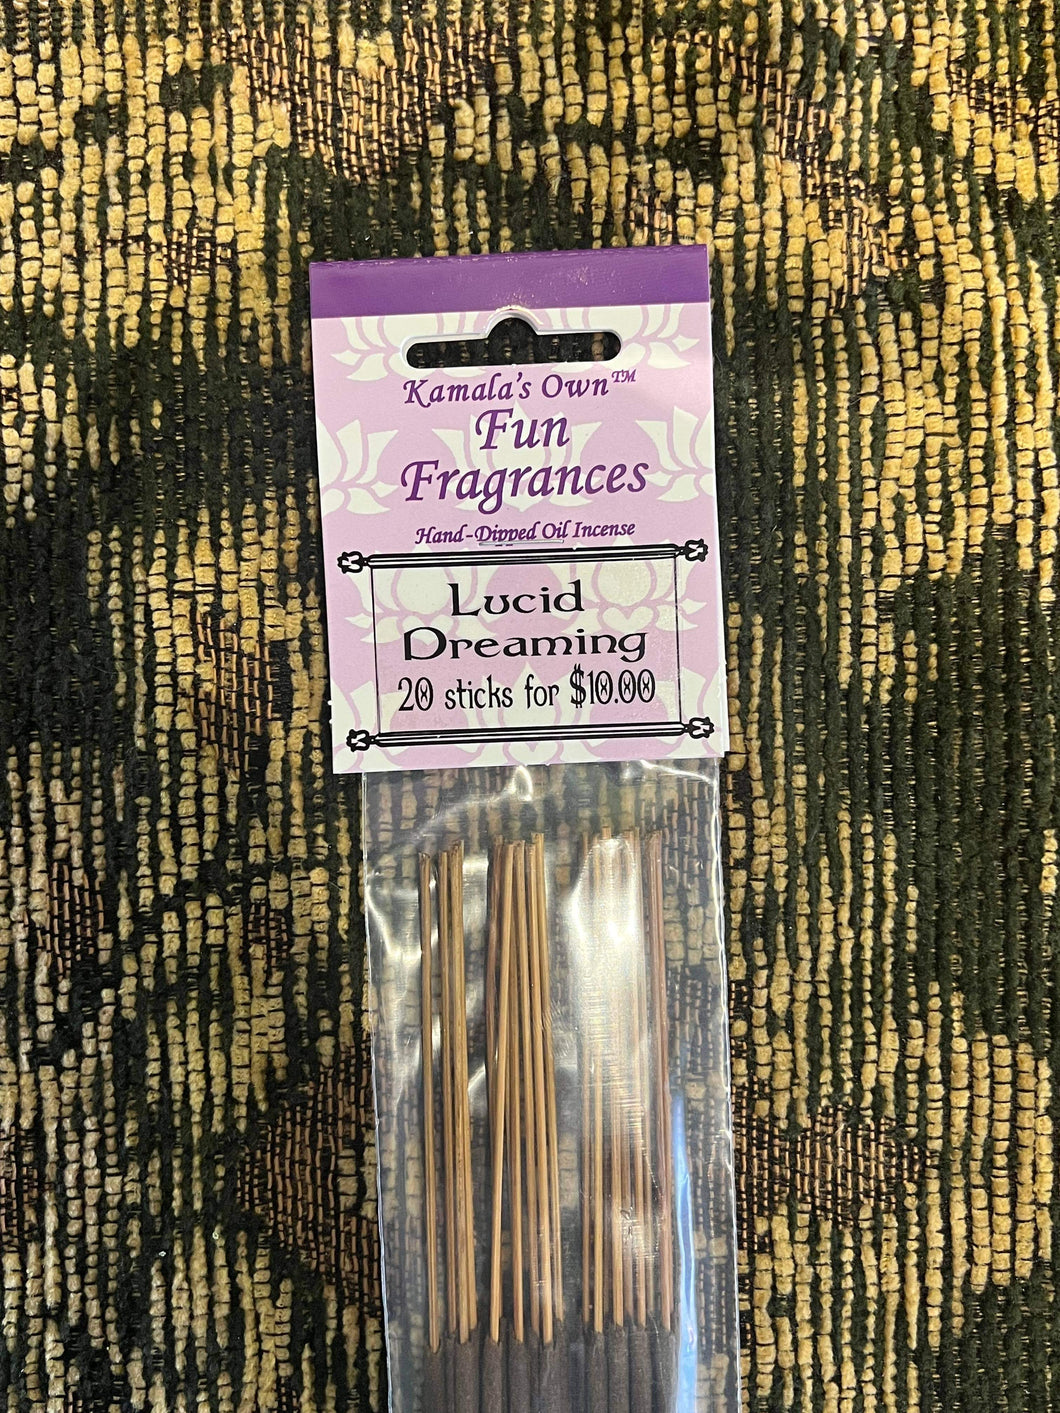 Kamala's Own™
Fun
Fragrances
Hand-Dipped Oil Incense
Lucid
Dreaming
20 sticks for $10.00